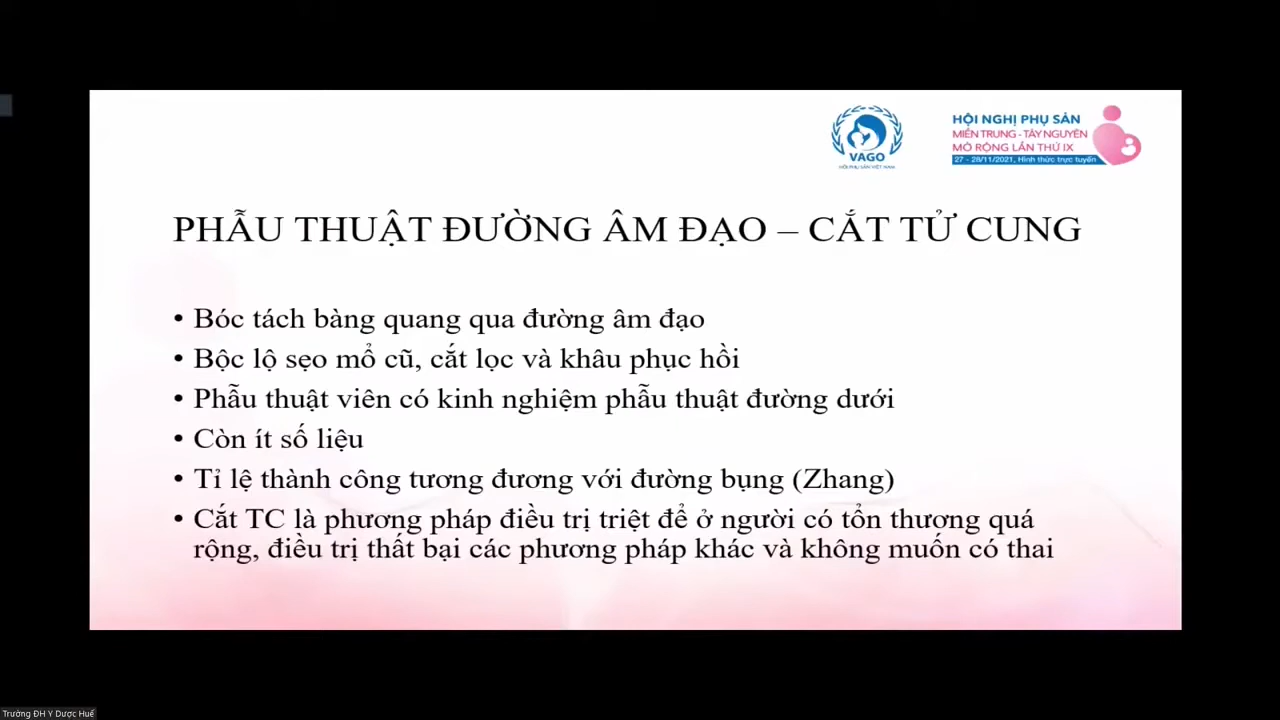 VAGO
HỘI PHỤ SẢN VIỆT NAM
HỘI NGHỊ PHỤ SẢN
MIỀN TRUNG - TÂY NGUYÊN
MỞ RỘNG LẦN THỨ IX
27 - 28/11/2021, Hình thức trực tuyến
PHẪU THUẬT ĐƯỜNG ÂM ĐẠO – CẮT TỬ CUNG
• Bóc tách bàng quang qua đường âm đạo
• Bộc lộ sẹo mổ cũ, cắt lọc và khâu phục hồi
• Phẫu thuật viên có kinh nghiệm phẫu thuật đường dưới
• Còn ít số liệu
• Tỉ lệ thành công tương đương với đường bụng (Zhang)
• Cắt TC là phương pháp điều trị triệt để ở người có tổn thương quá
rộng, điều trị thất bại các phương pháp khác và không muốn có thai
Trường ĐH Y Dược Huế